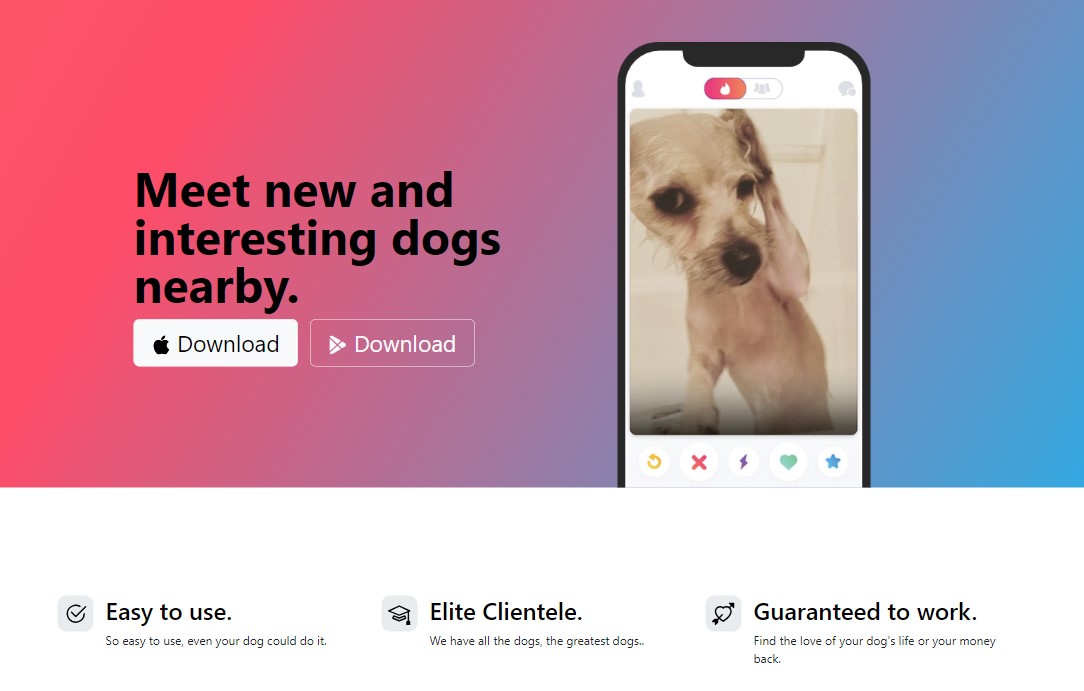 Meet new and
interesting dogs
nearby.
Download
Download
Easy to use.
So easy to use, even your dog could do it.
Elite Clientele.
We have all the dogs, the greatest dogs..
Guaranteed to work.
Find the love of your dog's life or your money
back.